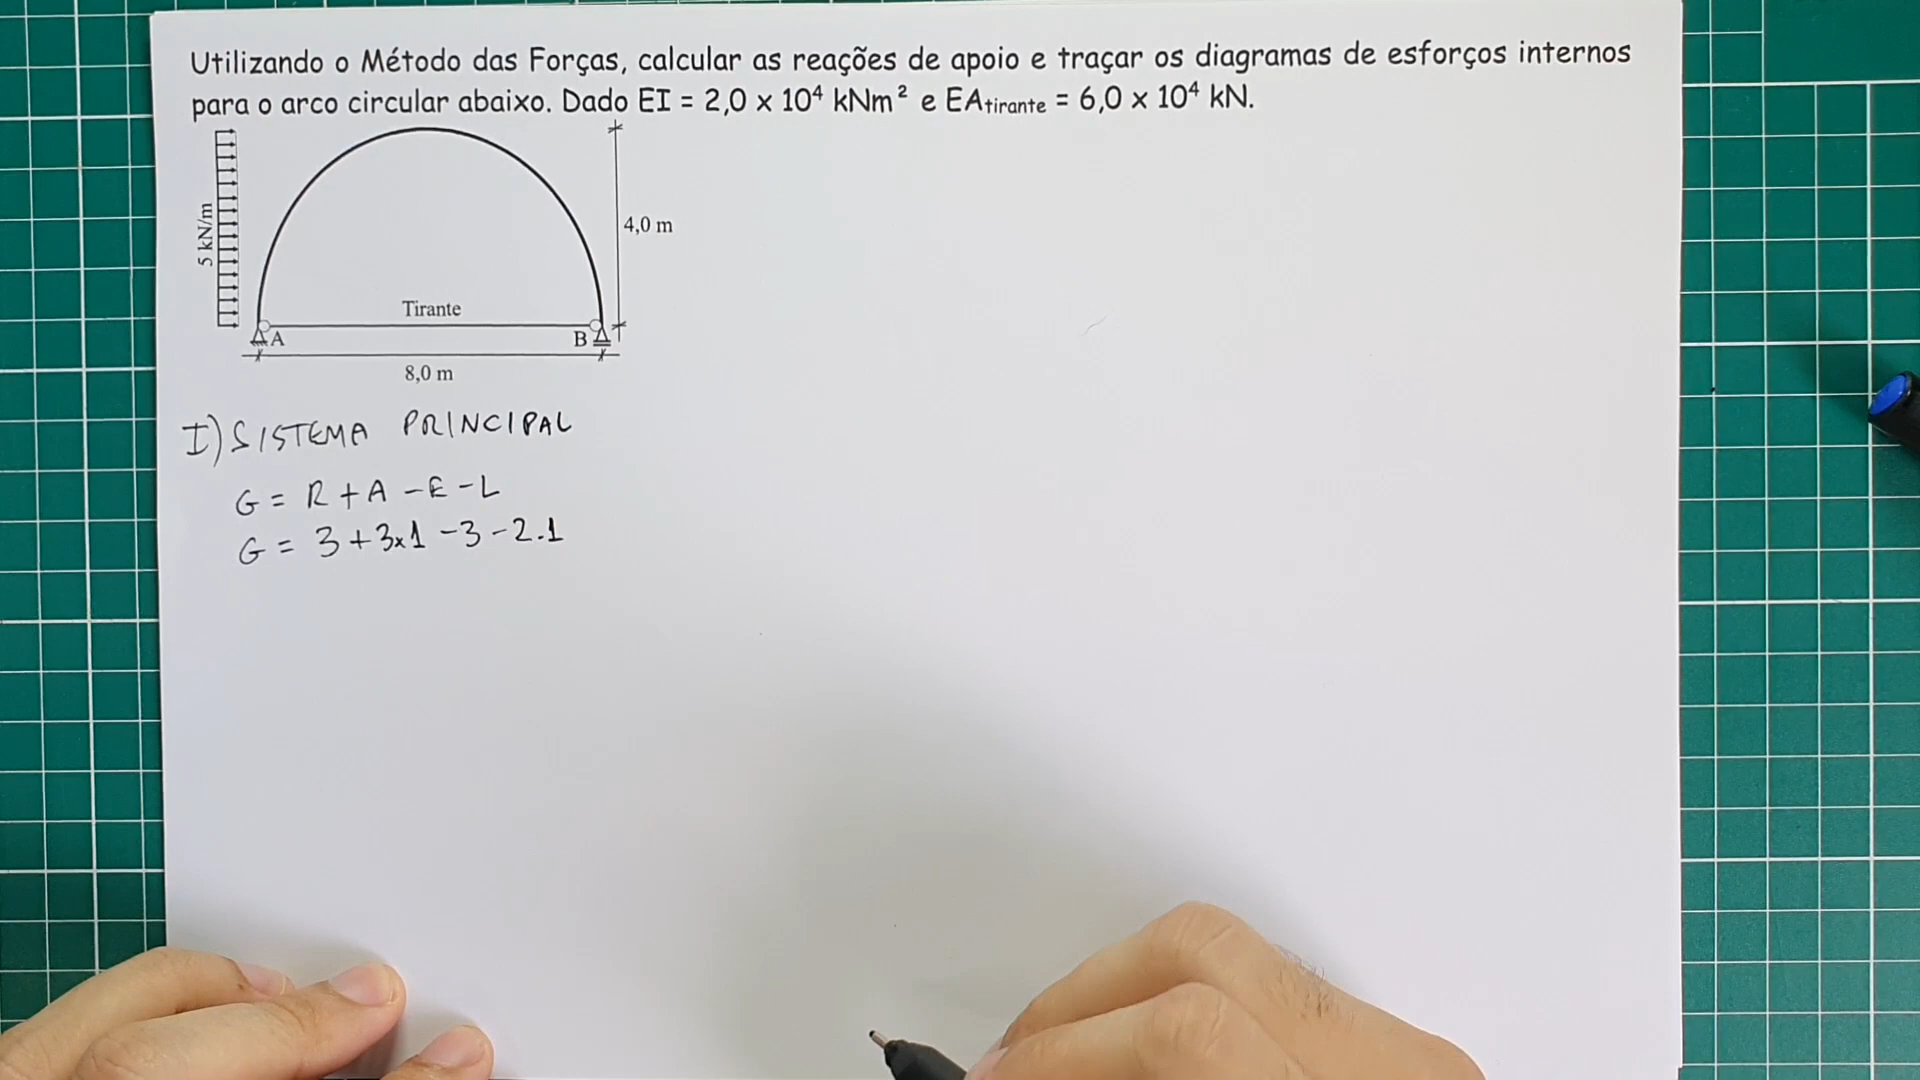 Utilizando o Método das Forças, calcular as reações de apoio e traçar os diagramas de esforços internos
para o arco circular abaixo. Dado EI = 2,0 x 10⁴ kNm² e EAtirante = 6,0 x 10⁴ kN.
5 kN/m
4,0 m
Tirante
A
B
8,0 m
I) SISTEMA PRINCIPAL
G = R + A - E - L
G = 3 + 3x1 - 3 - 2.1